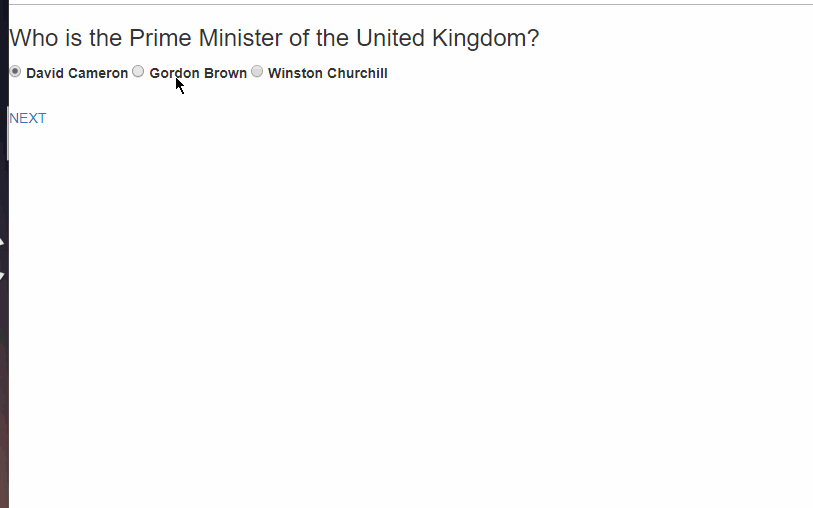 Who is the Prime Minister of the United Kingdom?
David Cameron Gordon Brown Winston Churchill
NEXT